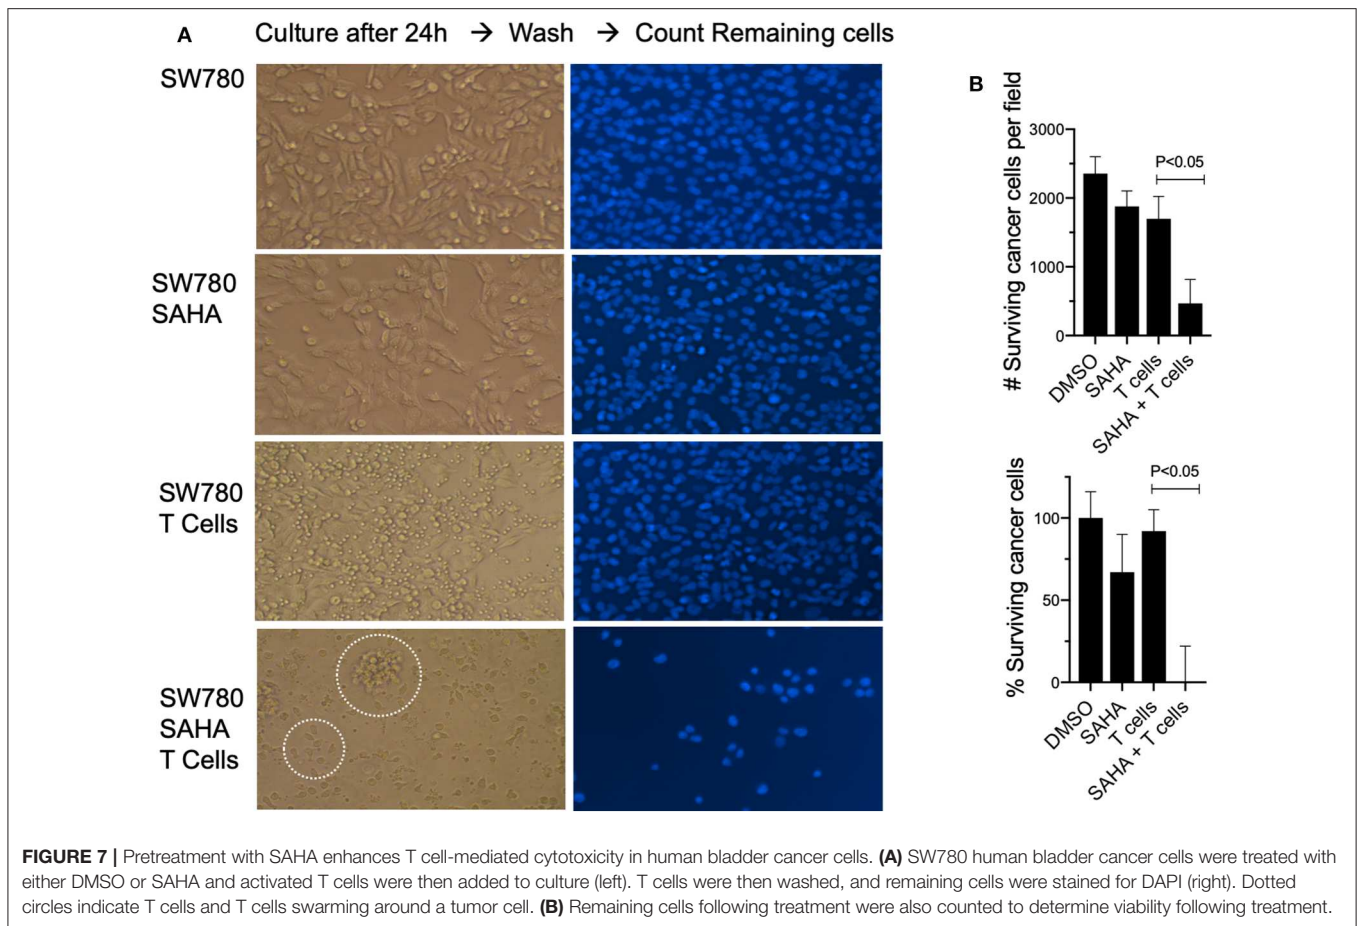 A
Culture after 24h → Wash → Count Remaining cells
SW780
SW780
SAHA
SW780
T Cells
SW780
SAHA
T Cells
B
# Surviving cancer cells per field
3000
2000
1000
0
P<0.05
DMSO
SAHA
T cells
SAHA + T cells
% Surviving cancer cells
100
50
0
P<0.05
DMSO
SAHA
T cells
SAHA + T cells
FIGURE 7 | Pretreatment with SAHA enhances T cell-mediated cytotoxicity in human bladder cancer cells. (A) SW780 human bladder cancer cells were treated with
either DMSO or SAHA and activated T cells were then added to culture (left). T cells were then washed, and remaining cells were stained for DAPI (right). Dotted
circles indicate T cells and T cells swarming around a tumor cell. (B) Remaining cells following treatment were also counted to determine viability following treatment.